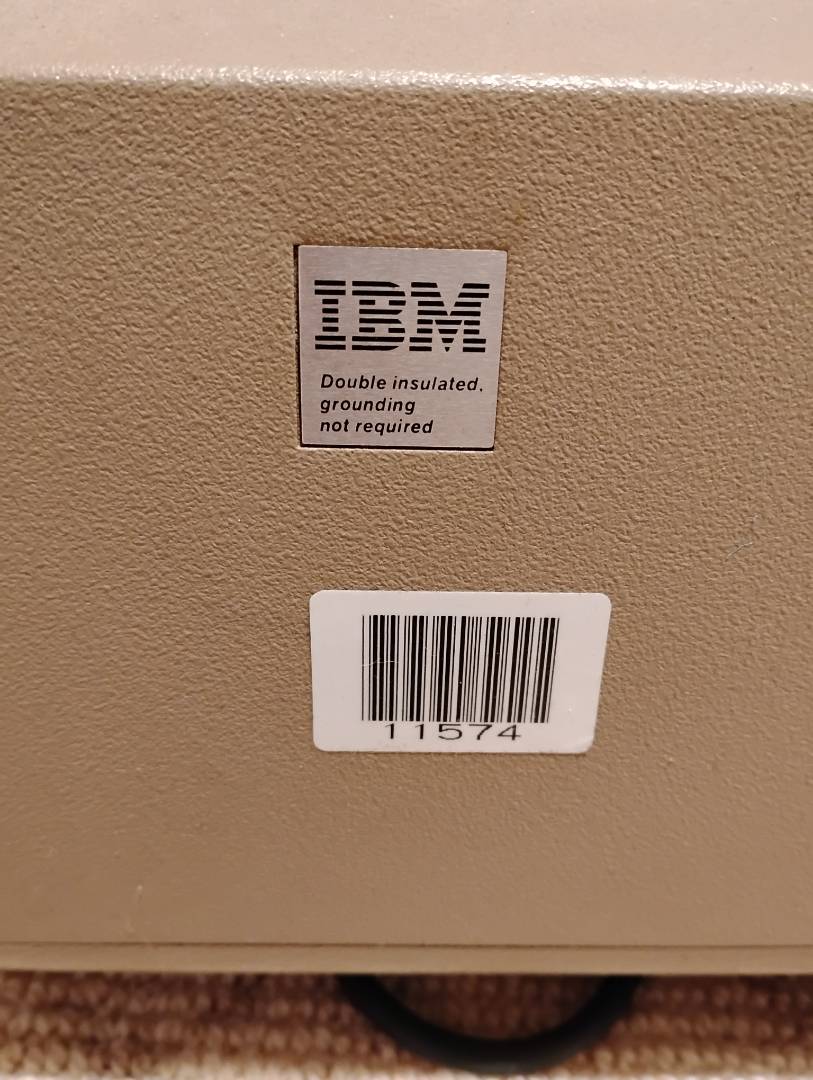 IBM
Double insulated,
grounding
not required
11574